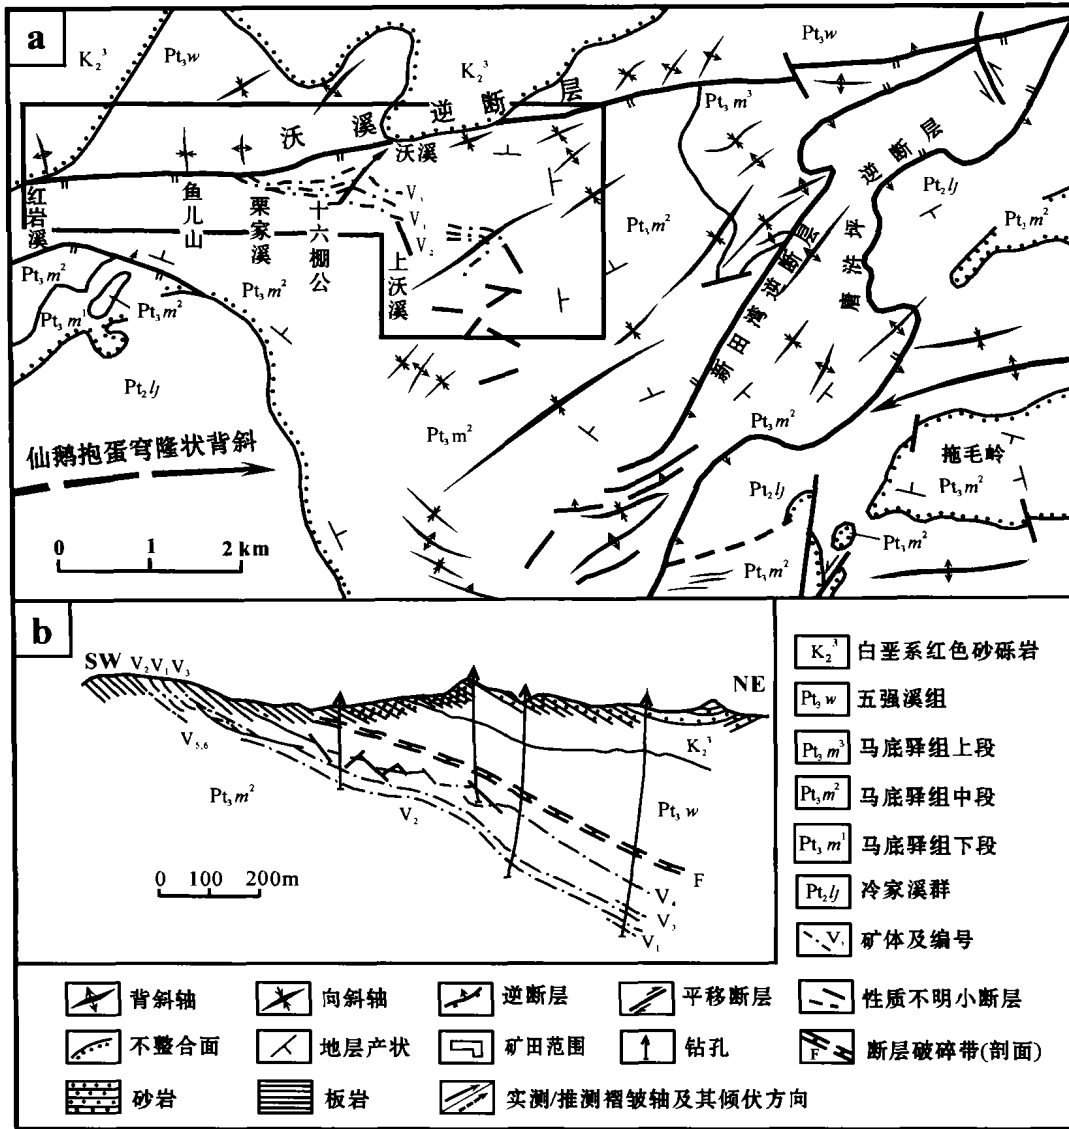 a
K₂³
Pt₃w
K₂³
Pt₃w
沃溪逆断层
Pt₃m³
沃溪
逆断层
红岩溪
鱼儿山
栗家溪
十六棚公
上沃溪
Pt₂lj
Pt₃m²
Pt₃m²
Pt₃m²
Pt₃m²
Pt₃m¹
Pt₃m²
新田湾逆断层
Pt₂lj
Pt₃m²
Pt₃m²
仙鹅抱蛋穹隆状背斜
拖毛岭
Pt₃m²
Pt₂lj
Pt₃m²
Pt₃m²
0 1 2 km
b
SW V₂V₁V₃
NE
V₅,₆
K₂³
Pt₃m²
V₂
Pt₃w
F
V₄
V₃
V₁
0 100 200m
K₂³ 白垩系红色砂砾岩
Pt₃w 五强溪组
Pt₃m³ 马底驿组上段
Pt₃m² 马底驿组中段
Pt₃m¹ 马底驿组下段
Pt₂lj 冷家溪群
矿体及编号
背斜轴 向斜轴 逆断层 平移断层 性质不明小断层
不整合面 地层产状 矿田范围 钻孔 F 断层破碎带(剖面)
砂岩 板岩 实测/推测褶皱轴及其倾伏方向